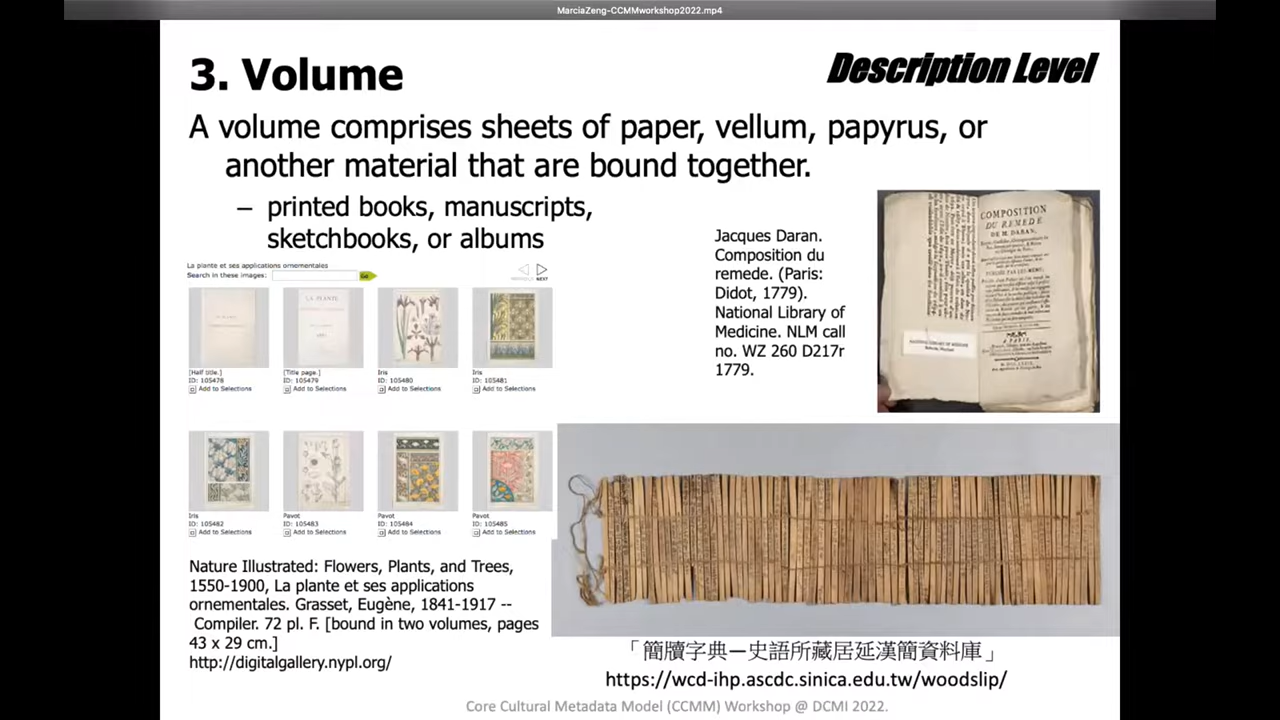 MarciaZeng-CCMMworkshop2022.mp4
3. Volume
Description Level
A volume comprises sheets of paper, vellum, papyrus, or
another material that are bound together.
– printed books, manuscripts,
sketchbooks, or albums
La plante et ses applications ornementales
Search in these images:
NEXT
[Half title.]
ID: 105478
Add to Selections
[Title page.]
ID: 105479
Add to Selections
Iris
ID: 105480
Add to Selections
Iris
ID: 105481
Add to Selections
Iris
ID: 105482
Add to Selections
Pavot
ID: 105483
Add to Selections
Pavot
ID: 105484
Add to Selections
Pavot
ID: 105485
Add to Selections
Nature Illustrated: Flowers, Plants, and Trees,
1550-1900, La plante et ses applications
ornementales. Grasset, Eugène, 1841-1917 --
Compiler. 72 pl. F. [bound in two volumes, pages
43 x 29 cm.]
http://digitalgallery.nypl.org/
Jacques Daran.
Composition du
remede. (Paris:
Didot, 1779).
National Library of
Medicine. NLM call
no. WZ 260 D217r
1779.
COMPOSITION
DU REMEDE
DE M. DARAN,
「簡牘字典—史語所藏居延漢簡資料庫」
https://wcd-ihp.ascdc.sinica.edu.tw/woodslip/
Core Cultural Metadata Model (CCMM) Workshop @ DCMI 2022.